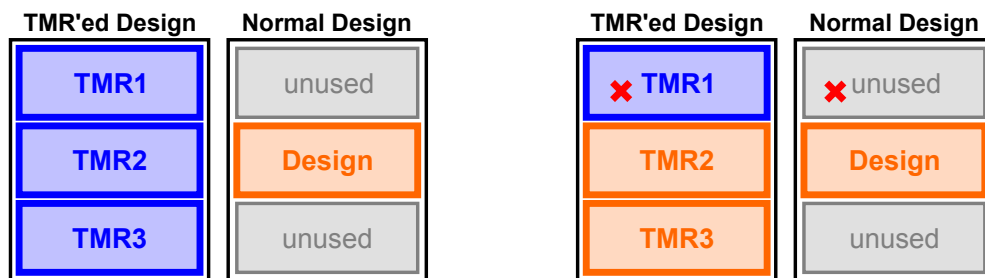 TMR'ed Design
TMR1
TMR2
TMR3
Normal Design
unused
Design
unused
TMR'ed Design
TMR1
TMR2
TMR3
Normal Design
unused
Design
unused